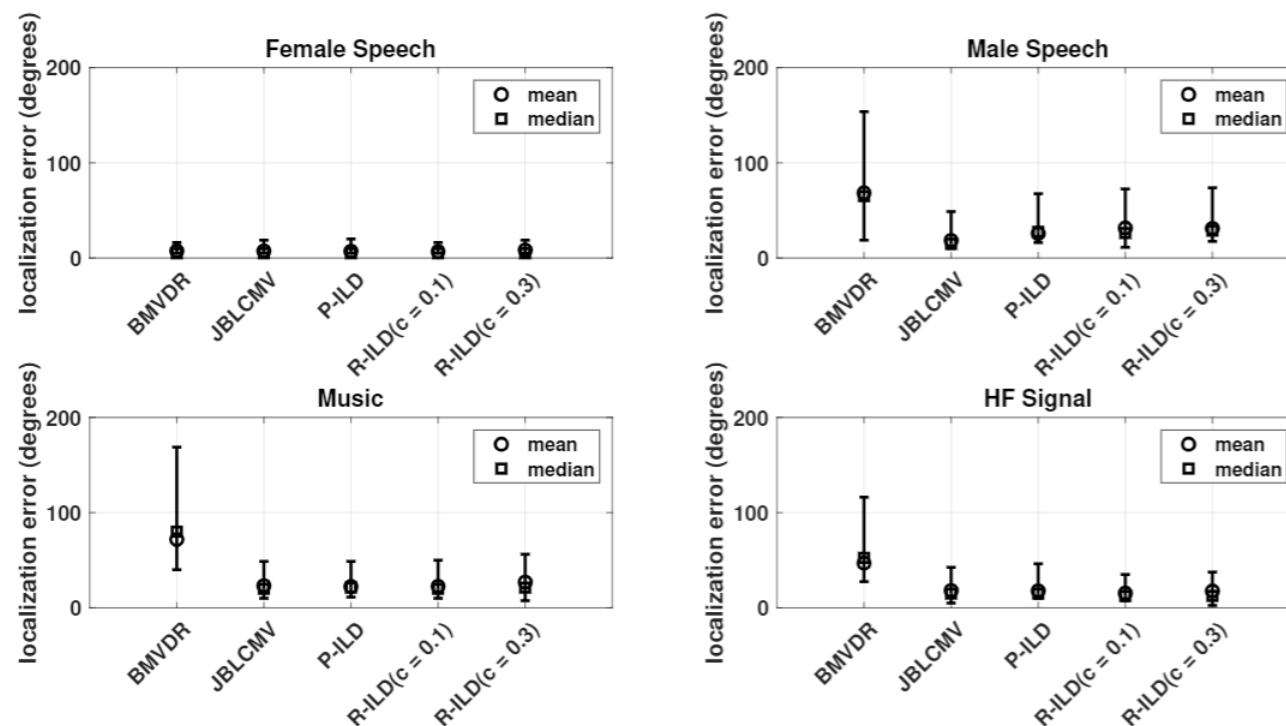 Female Speech
localization error (degrees)
200
100
0
mean
median
BMVDR
JBLCMV
P-ILD
R-ILD(c = 0.1)
R-ILD(c = 0.3)
Male Speech
localization error (degrees)
200
100
0
mean
median
BMVDR
JBLCMV
P-ILD
R-ILD(c = 0.1)
R-ILD(c = 0.3)
Music
localization error (degrees)
200
100
0
mean
median
BMVDR
JBLCMV
P-ILD
R-ILD(c = 0.1)
R-ILD(c = 0.3)
HF Signal
localization error (degrees)
200
100
0
mean
median
BMVDR
JBLCMV
P-ILD
R-ILD(c = 0.1)
R-ILD(c = 0.3)